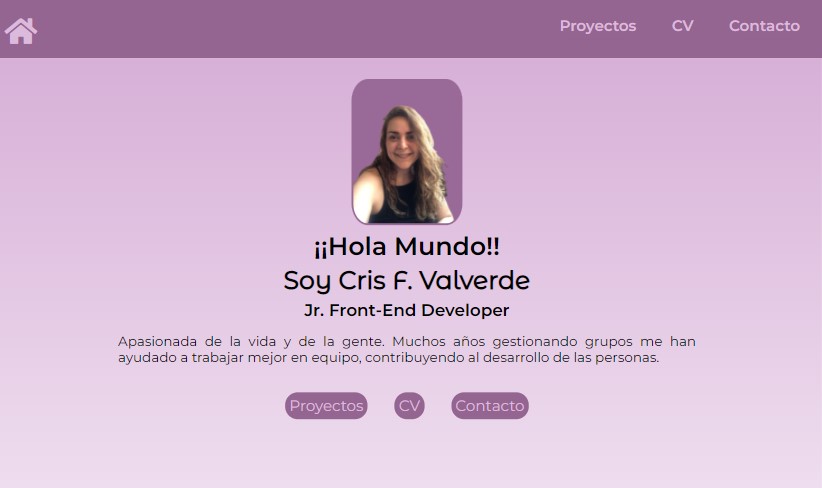 Proyectos CV Contacto
¡¡Hola Mundo!!
Soy Cris F. Valverde
Jr. Front-End Developer
Apasionada de la vida y de la gente. Muchos años gestionando grupos me han
ayudado a trabajar mejor en equipo, contribuyendo al desarrollo de las personas.
Proyectos CV Contacto